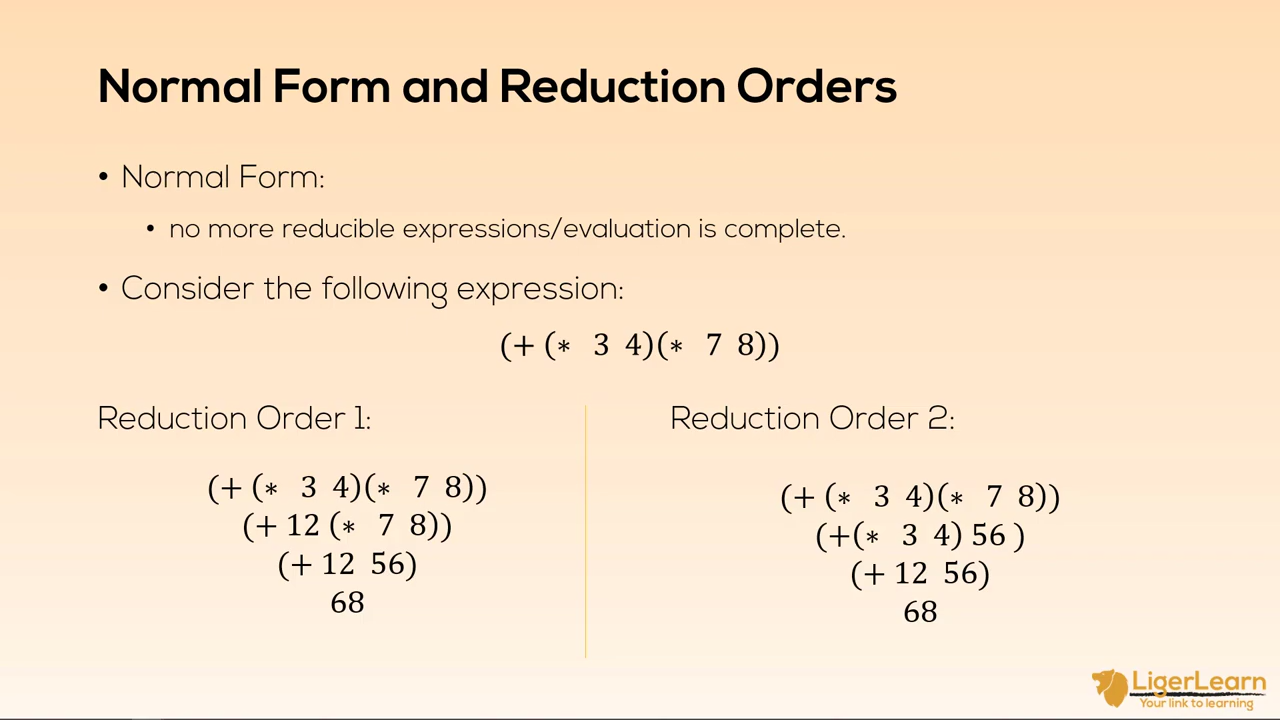 Normal Form and Reduction Orders
• Normal Form:
• no more reducible expressions/evaluation is complete.
• Consider the following expression:
(+ (∗ 3 4)(∗ 7 8))
Reduction Order 1:
(+ (∗ 3 4)(∗ 7 8))
(+ 12 (∗ 7 8))
(+ 12 56)
68
Reduction Order 2:
(+ (∗ 3 4)(∗ 7 8))
(+(∗ 3 4) 56 )
(+ 12 56)
68
LigerLearn
Your link to learning